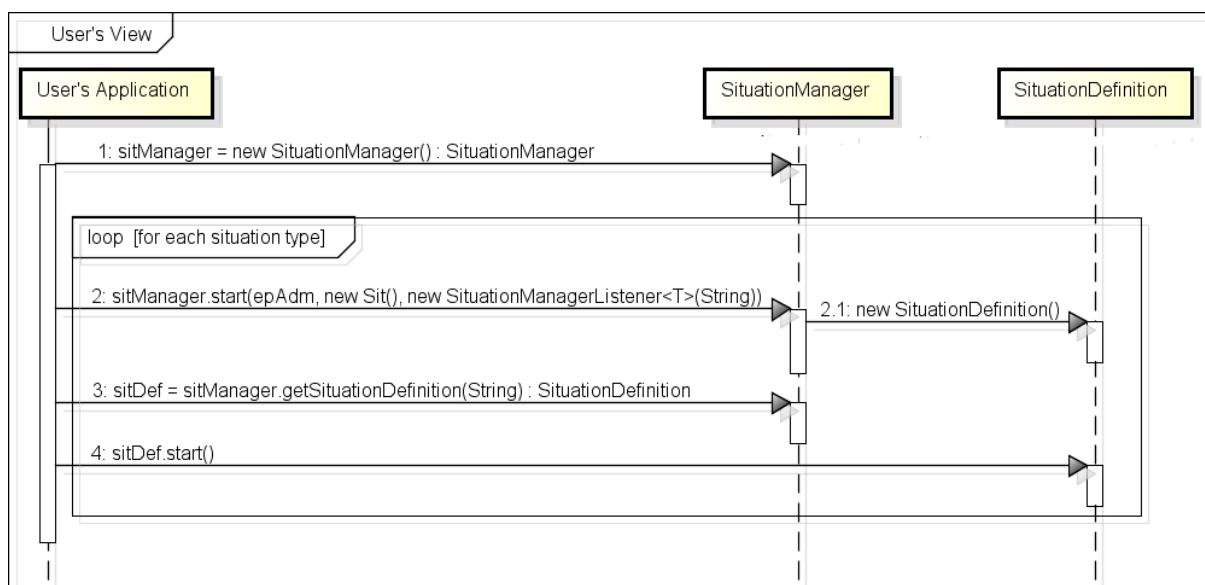 User's View
User's Application
SituationManager
SituationDefinition
1: sitManager = new SituationManager() : SituationManager
loop [for each situation type]
2: sitManager.start(epAdm, new Sit(), new SituationManagerListener<T>(String))
2.1: new SituationDefinition()
3: sitDef = sitManager.getSituationDefinition(String) : SituationDefinition
4: sitDef.start()